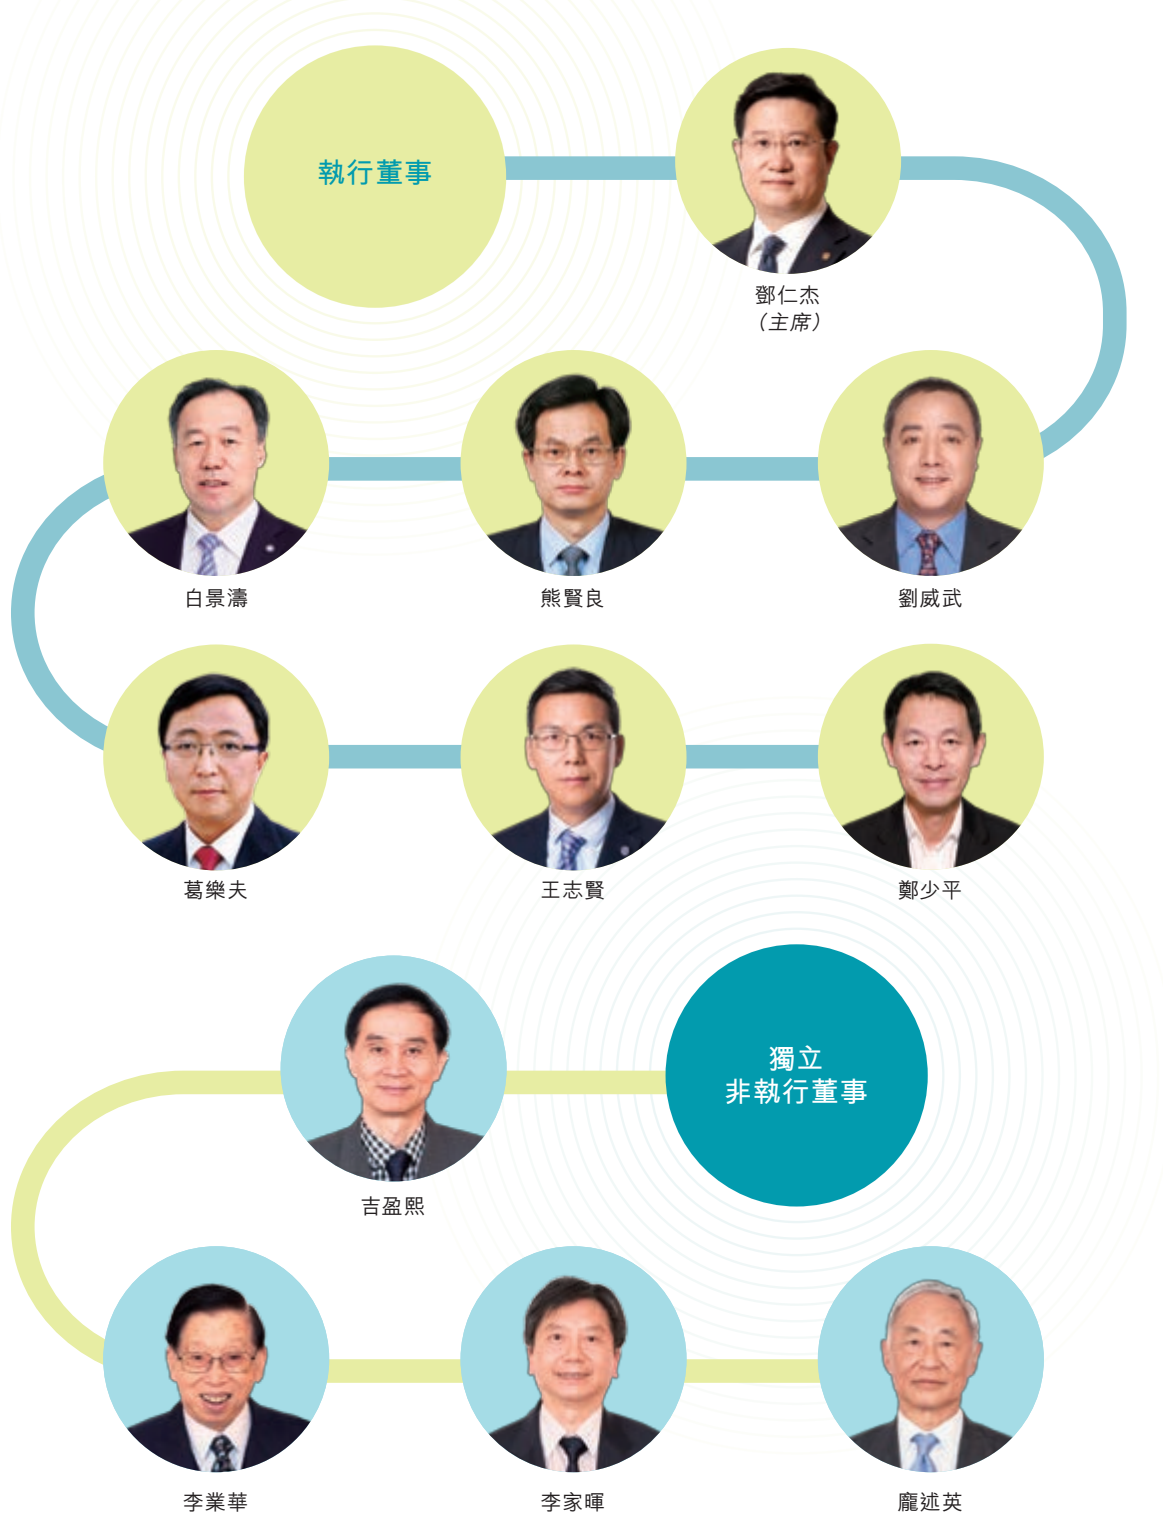 執行董事
鄧仁杰
（主席）
白景濤
熊賢良
劉威武
葛樂夫
王志賢
鄭少平
獨立
非執行董事
吉盈熙
李業華
李家暉
龐述英